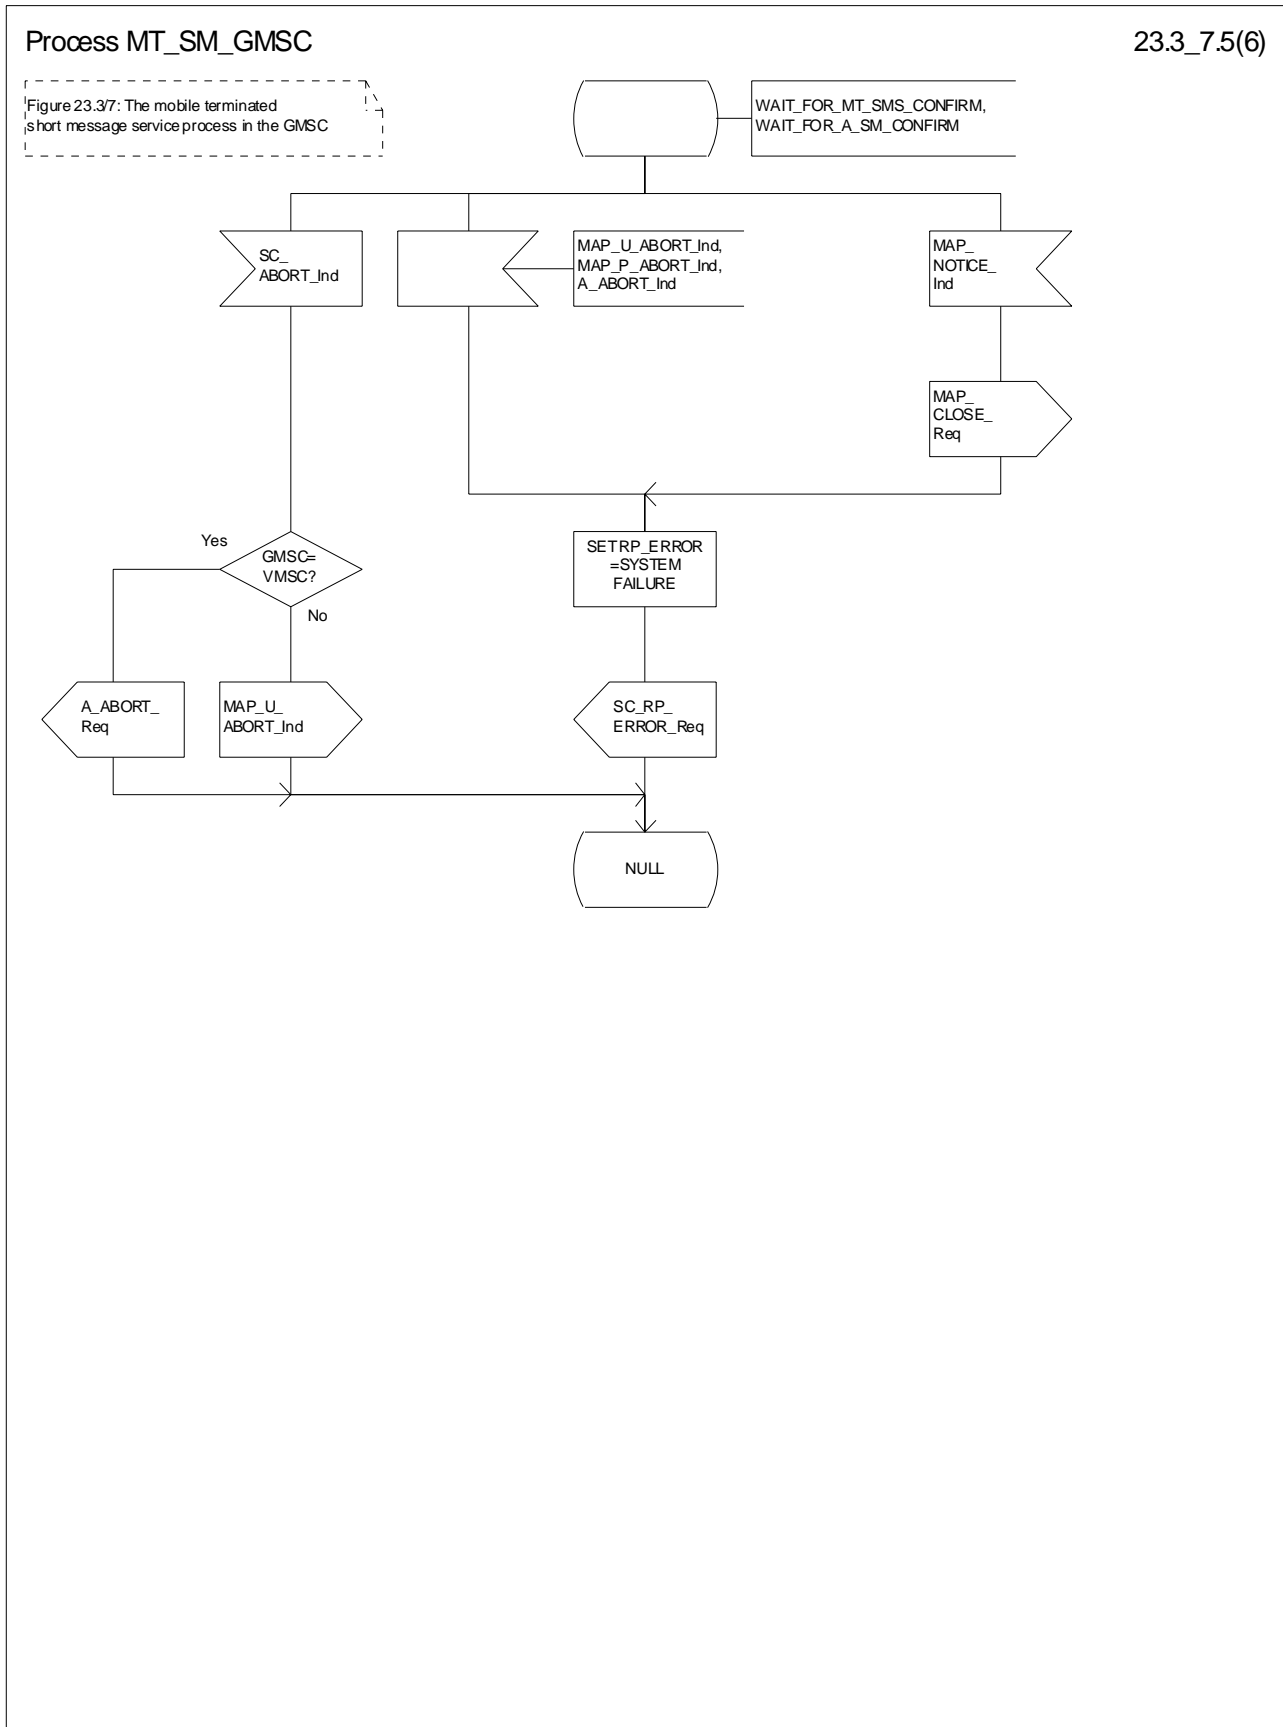 Process MT_SM_GMSC
23.3_7.5(6)
Figure 23.3/7: The mobile terminated
short message service process in the GMSC
WAIT_FOR_MT_SMS_CONFIRM,
WAIT_FOR_A_SM_CONFIRM
SC_
ABORT_Ind
MAP_U_ABORT_Ind,
MAP_P_ABORT_Ind,
A_ABORT_Ind
MAP_
NOTICE_
Ind
MAP_
CLOSE_
Req
Yes
GMSC=
VMSC?
No
SETRP_ERROR
=SYSTEM
FAILURE
A_ABORT_
Req
MAP_U_
ABORT_Ind
SC_RP_
ERROR_Req
NULL